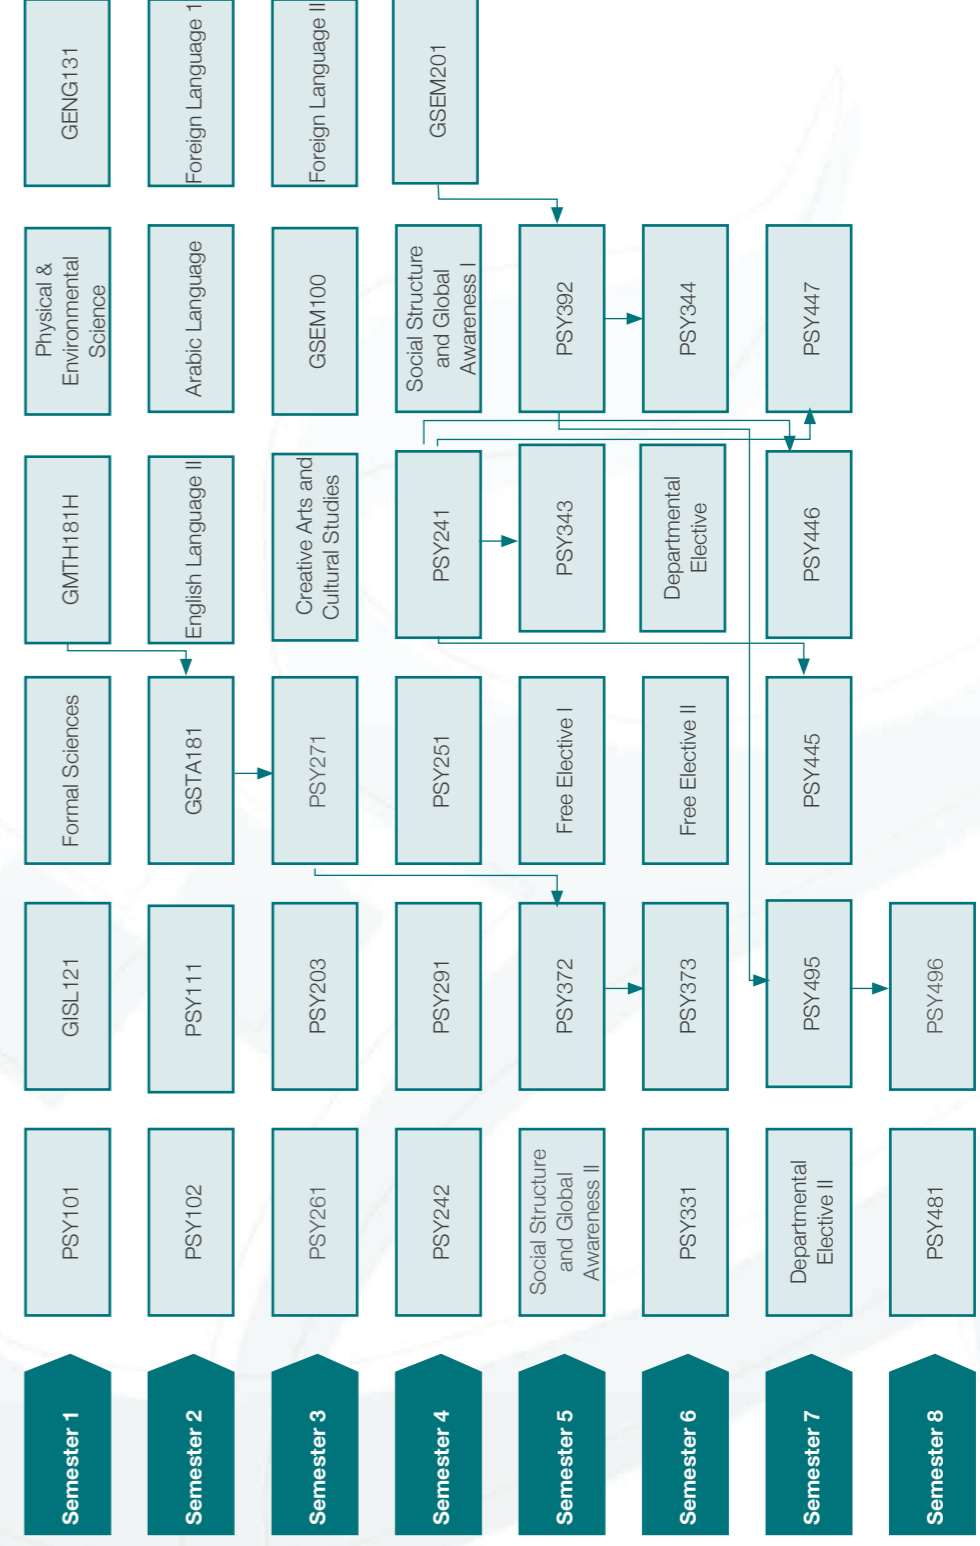 Semester 1
PSY101
GISL121
Formal Sciences
GMTH181H
Physical &
Environmental
Science
GENG131
Semester 2
PSY102
PSY111
GSTA181
English Language II
Arabic Language
Foreign Language 1
Semester 3
PSY261
PSY203
PSY271
Creative Arts and
Cultural Studies
GSEM100
Foreign Language II
Semester 4
PSY242
PSY291
PSY251
PSY241
Social Structure
and Global
Awareness I
GSEM201
Semester 5
Social Structure
and Global
Awareness II
PSY372
Free Elective I
PSY343
PSY392
Semester 6
PSY331
PSY373
Free Elective II
Departmental
Elective
PSY344
Semester 7
Departmental
Elective II
PSY495
PSY445
PSY446
PSY447
Semester 8
PSY481
PSY496